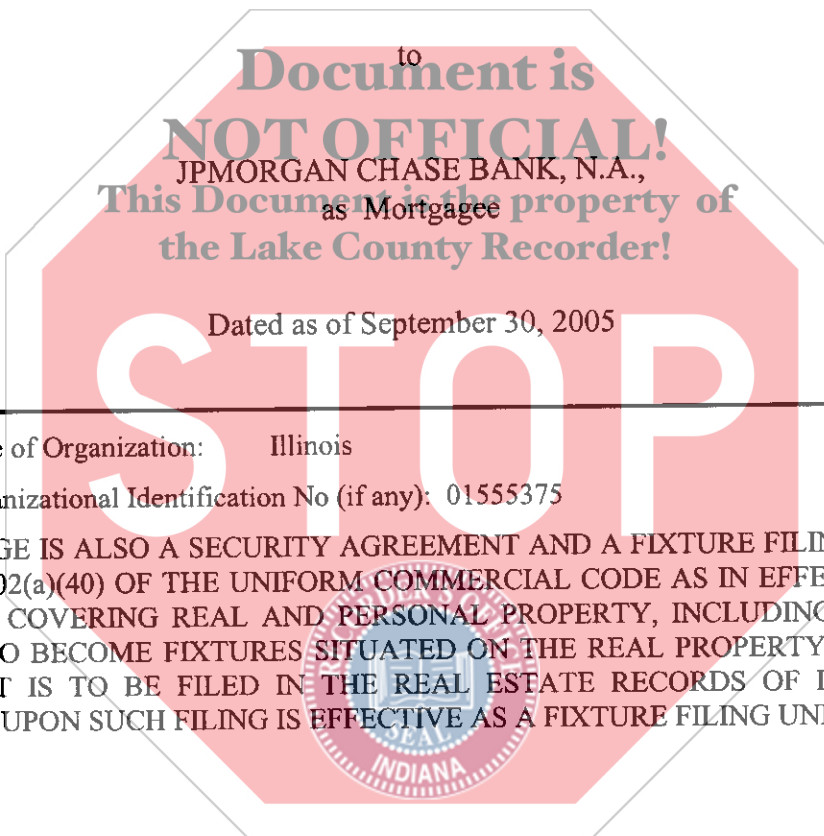 to
Document is
NOT OFFICIAL!
JPMORGAN CHASE BANK, N.A.,
This Document is the property of
as Mortgagee
the Lake County Recorder!
Dated as of September 30, 2005
STOP
e of Organization: Illinois
anizational Identification No (if any): 01555375
GE IS ALSO A SECURITY AGREEMENT AND A FIXTURE FILIN
02(a)(40) OF THE UNIFORM COMMERCIAL CODE AS IN EFFE
COVERING REAL AND PERSONAL PROPERTY, INCLUDING
O BECOME FIXTURES SITUATED ON THE REAL PROPERTY
T IS TO BE FILED IN THE REAL ESTATE RECORDS OF
UPON SUCH FILING IS EFFECTIVE AS A FIXTURE FILING UN
RECORDER'S OFFICE
SEAL
INDIANA